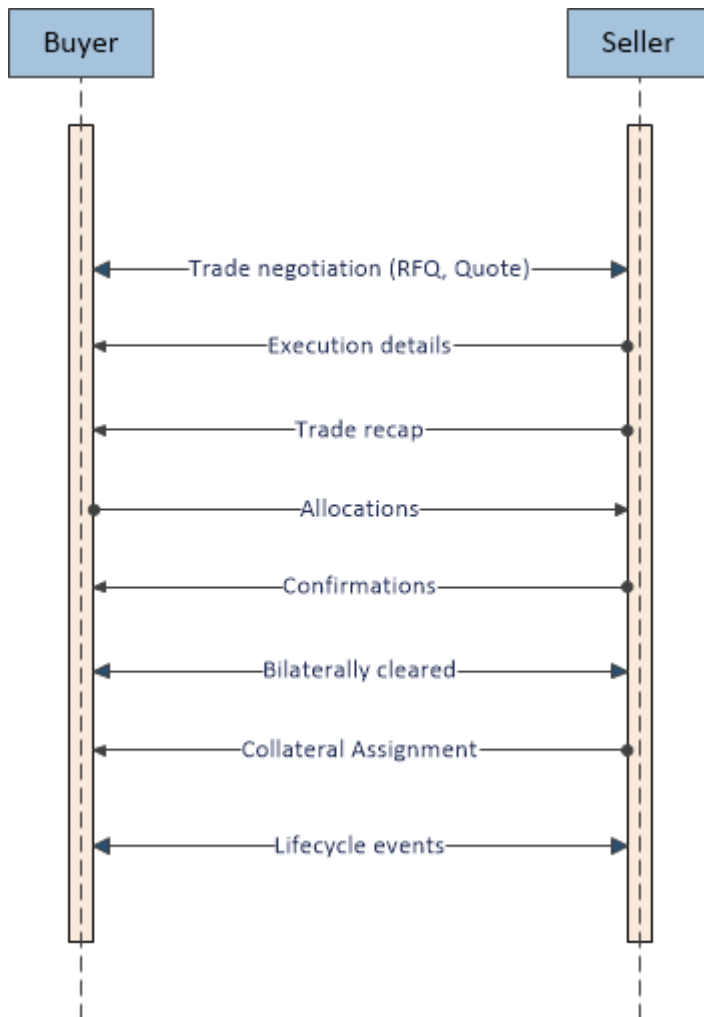 Buyer
Seller
Trade negotiation (RFQ, Quote)
Execution details
Trade recap
Allocations
Confirmations
Bilaterally cleared
Collateral Assignment
Lifecycle events